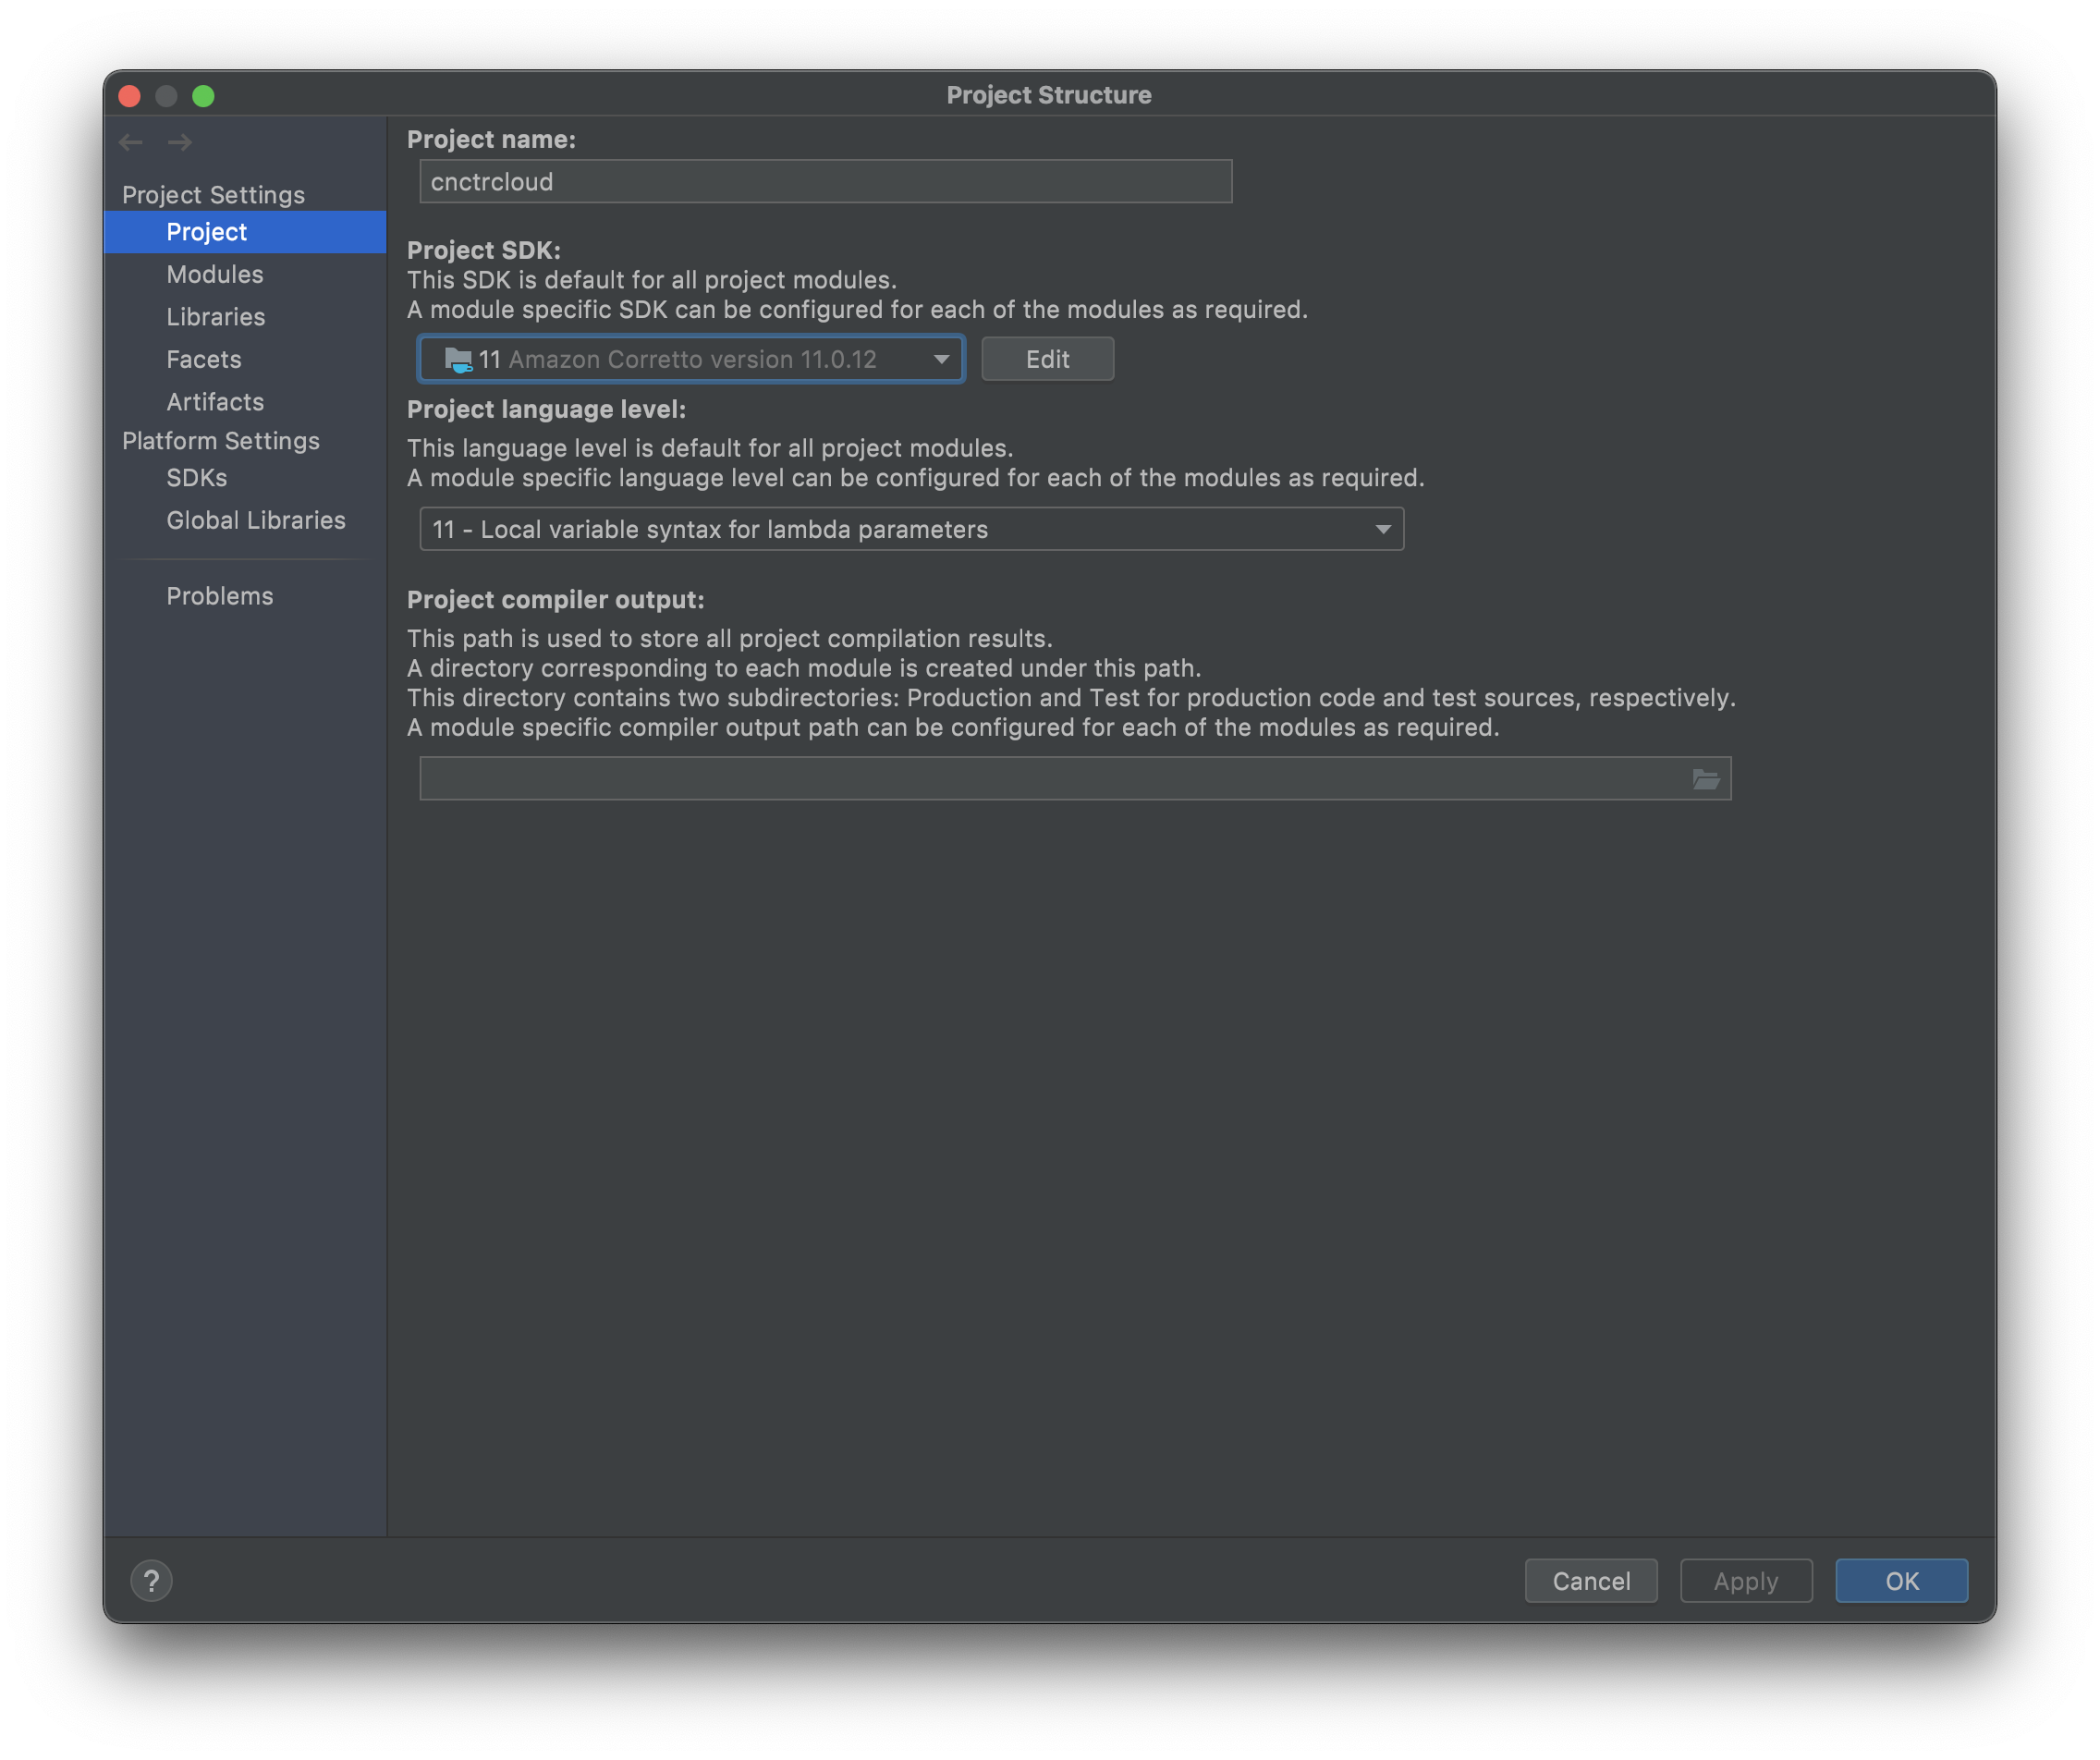 Project Structure
Project Settings
Project
Modules
Libraries
Facets
Artifacts
Platform Settings
SDKs
Global Libraries
Problems
Project name:
cnctrcloud
Project SDK:
This SDK is default for all project modules.
A module specific SDK can be configured for each of the modules as required.
11 Amazon Corretto version 11.0.12
Edit
Project language level:
This language level is default for all project modules.
A module specific language level can be configured for each of the modules as required.
11 - Local variable syntax for lambda parameters
Project compiler output:
This path is used to store all project compilation results.
A directory corresponding to each module is created under this path.
This directory contains two subdirectories: Production and Test for production code and test sources, respectively.
A module specific compiler output path can be configured for each of the modules as required.
?
Cancel
Apply
OK